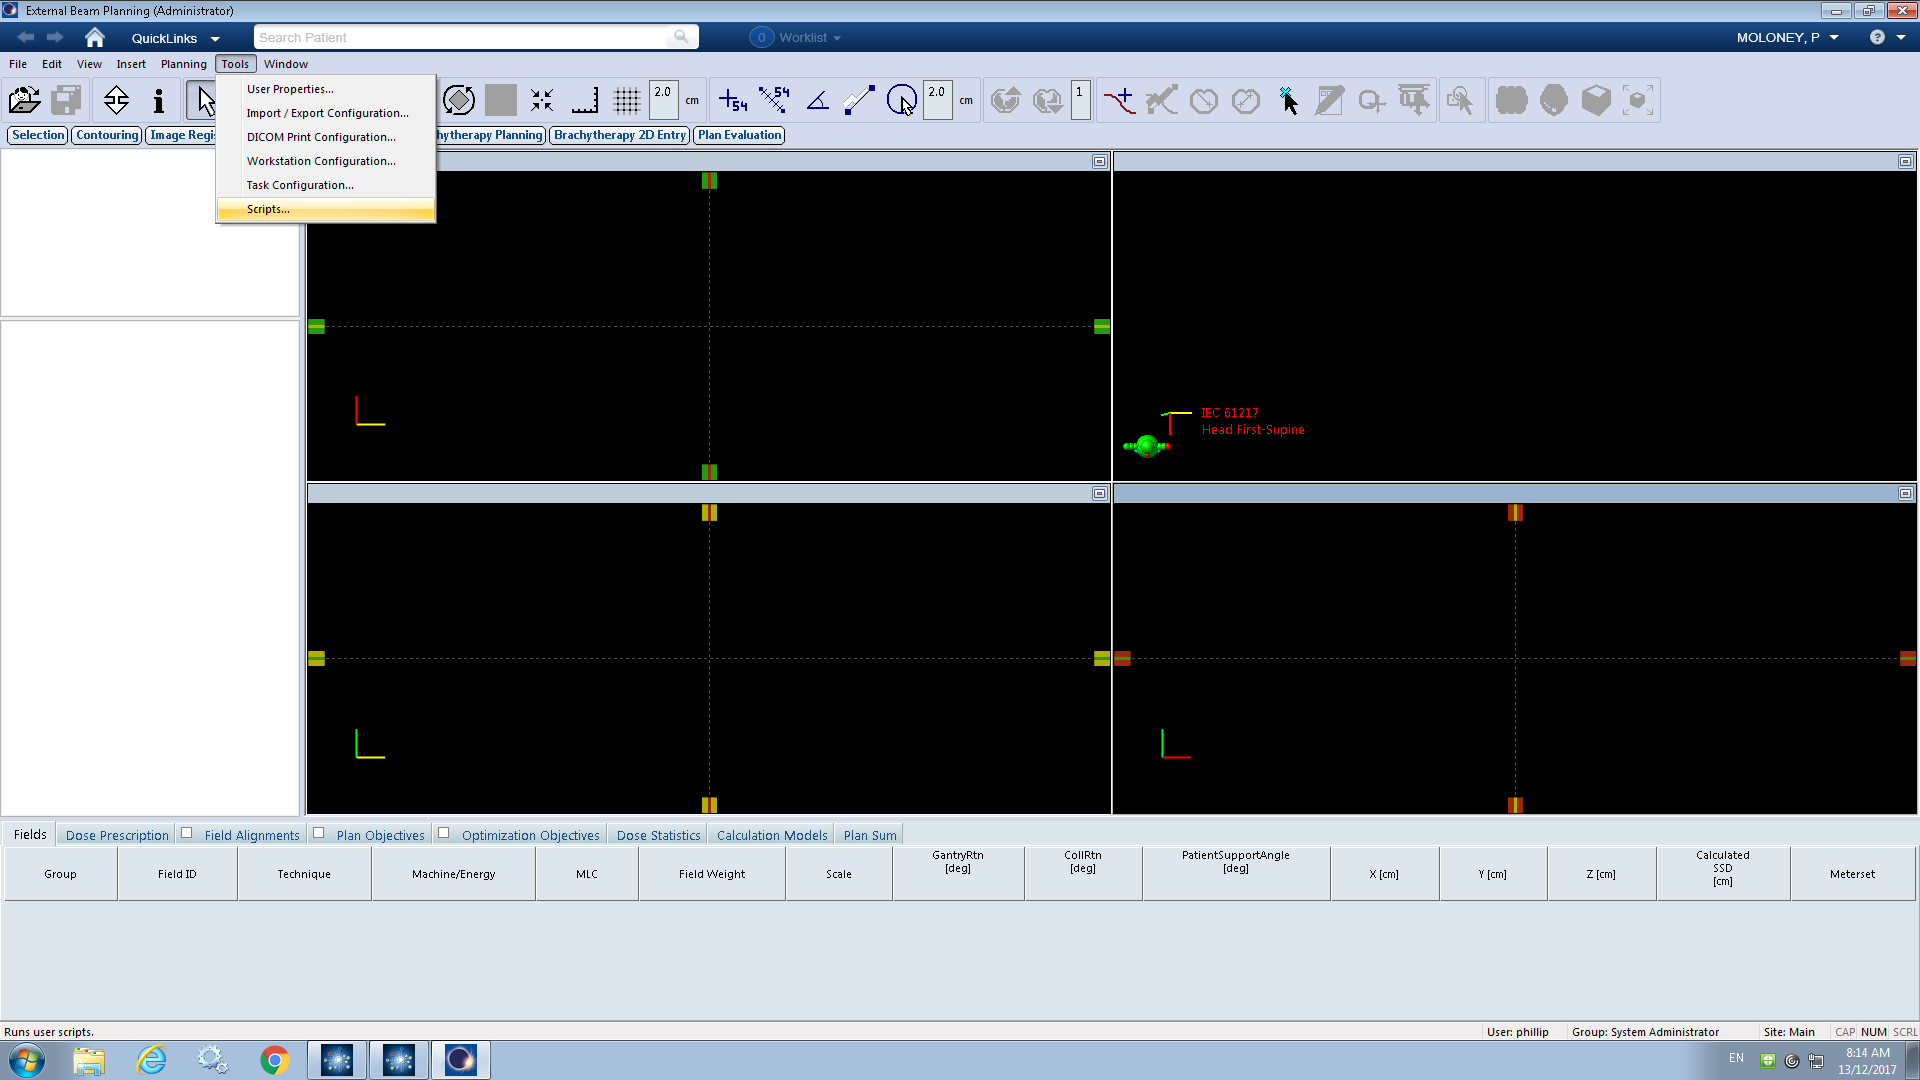 External Beam Planning (Administrator)
QuickLinks
Search Patient
0 Worklist
MOLONEY, P
?
File Edit View Insert Planning Tools Window
User Properties...
Import / Export Configuration...
DICOM Print Configuration...
Workstation Configuration...
Task Configuration...
Scripts...
2.0 cm
54
54
2.0 cm
1
Selection Contouring Image Regi hytherapy Planning Brachytherapy 2D Entry Plan Evaluation
IEC 61217
Head First-Supine
Fields Dose Prescription Field Alignments Plan Objectives Optimization Objectives Dose Statistics Calculation Models Plan Sum
Group Field ID Technique Machine/Energy MLC Field Weight Scale GantryRtn [deg] CollRtn [deg] PatientSupportAngle [deg] X [cm] Y [cm] Z [cm] Calculated SSD [cm] Meterset
Runs user scripts.
User: phillip Group: System Administrator Site: Main CAP NUM SCRL
EN
8:14 AM
13/12/2017